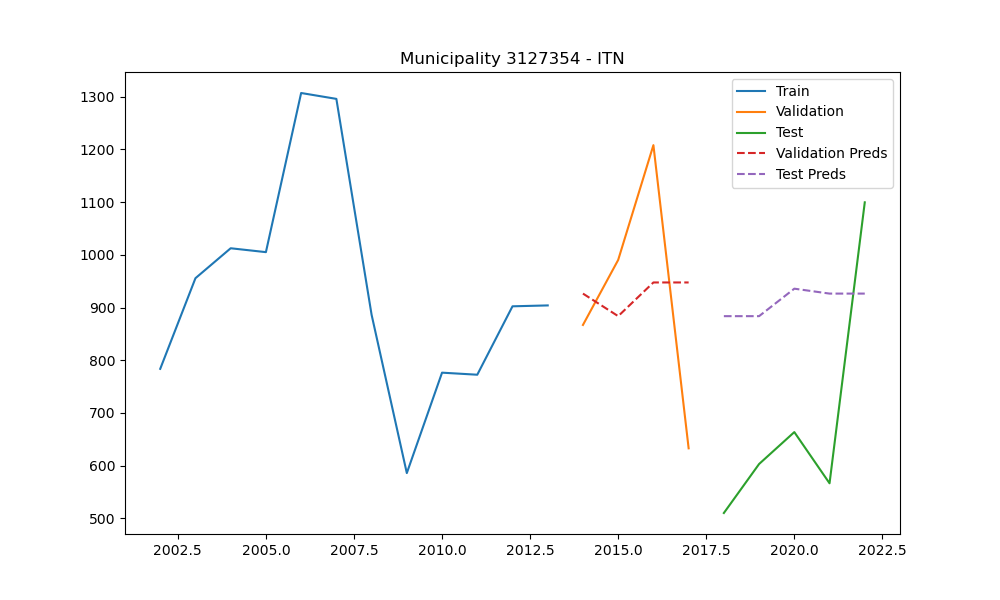 Municipality 3127354 - ITN
Train
Validation
Test
Validation Preds
Test Preds
1300
1200
1100
1000
900
800
700
600
500
2002.5 2005.0 2007.5 2010.0 2012.5 2015.0 2017.5 2020.0 2022.5